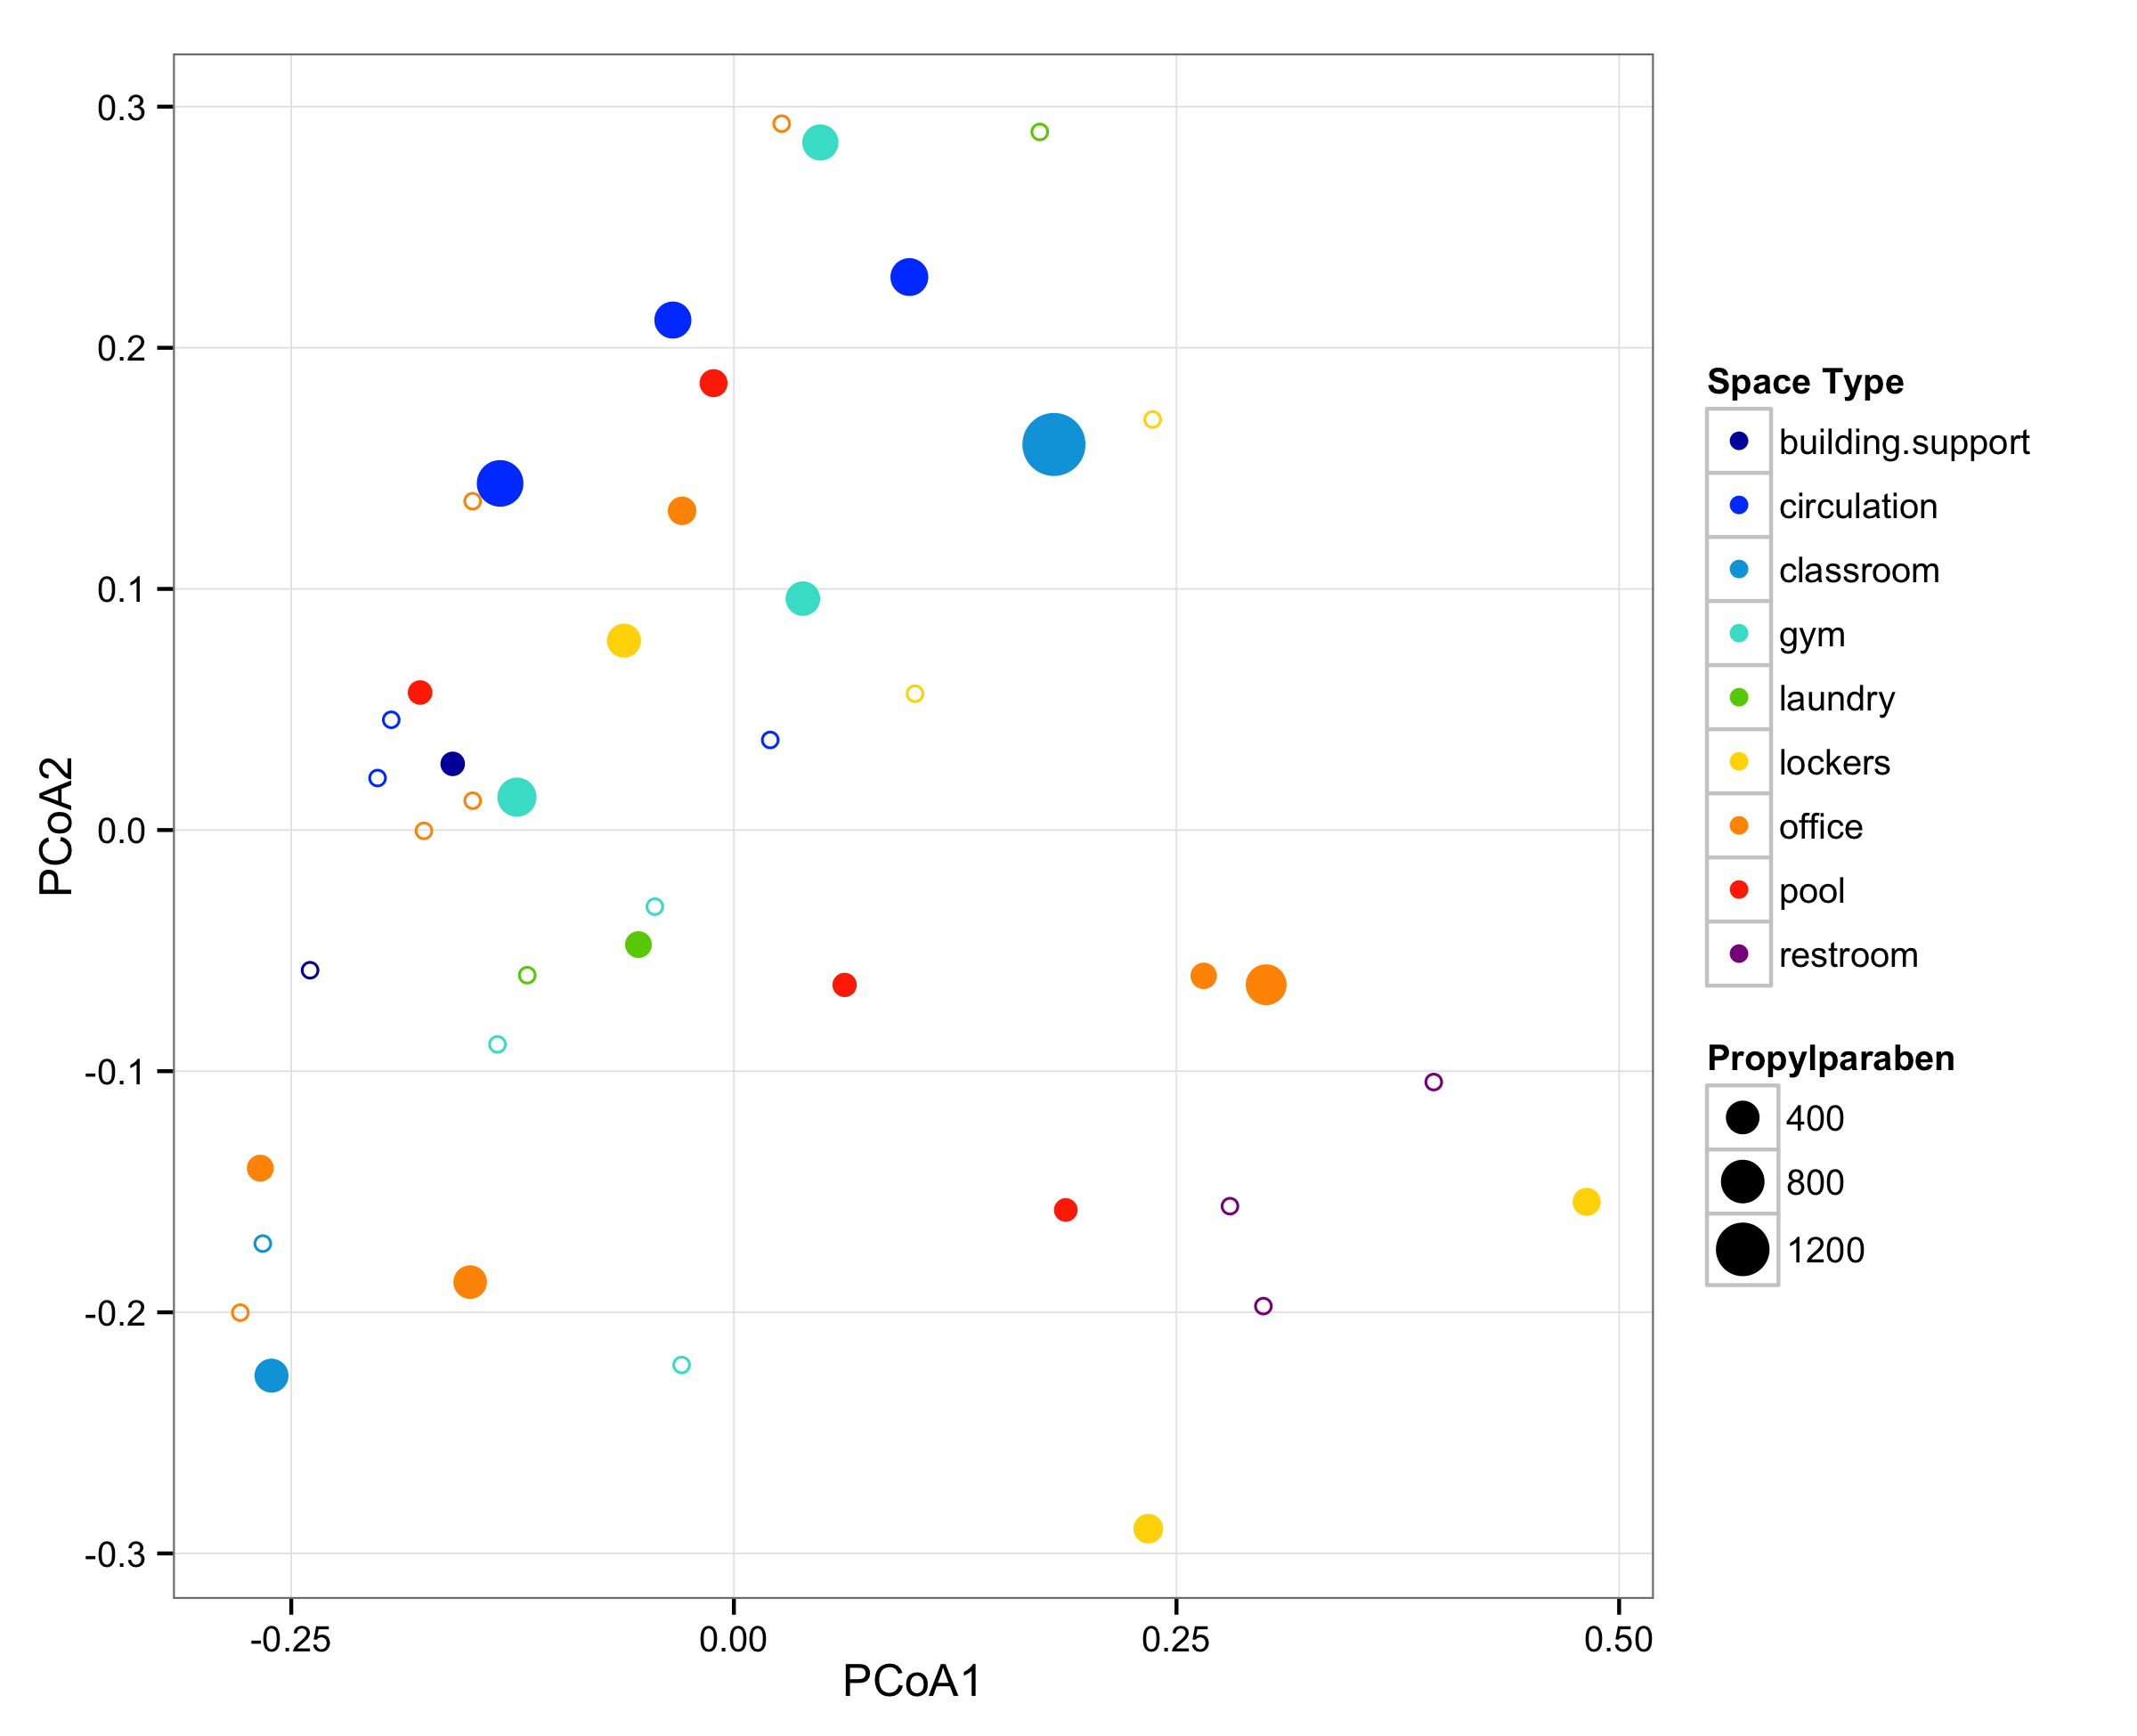 0.3
0.2
0.1
0.0
-0.1
-0.2
-0.3
PCoA2
-0.25
0.00
0.25
0.50
PCoA1
Space Type
building.support
circulation
classroom
gym
laundry
lockers
office
pool
restroom
Propylparaben
400
800
1200